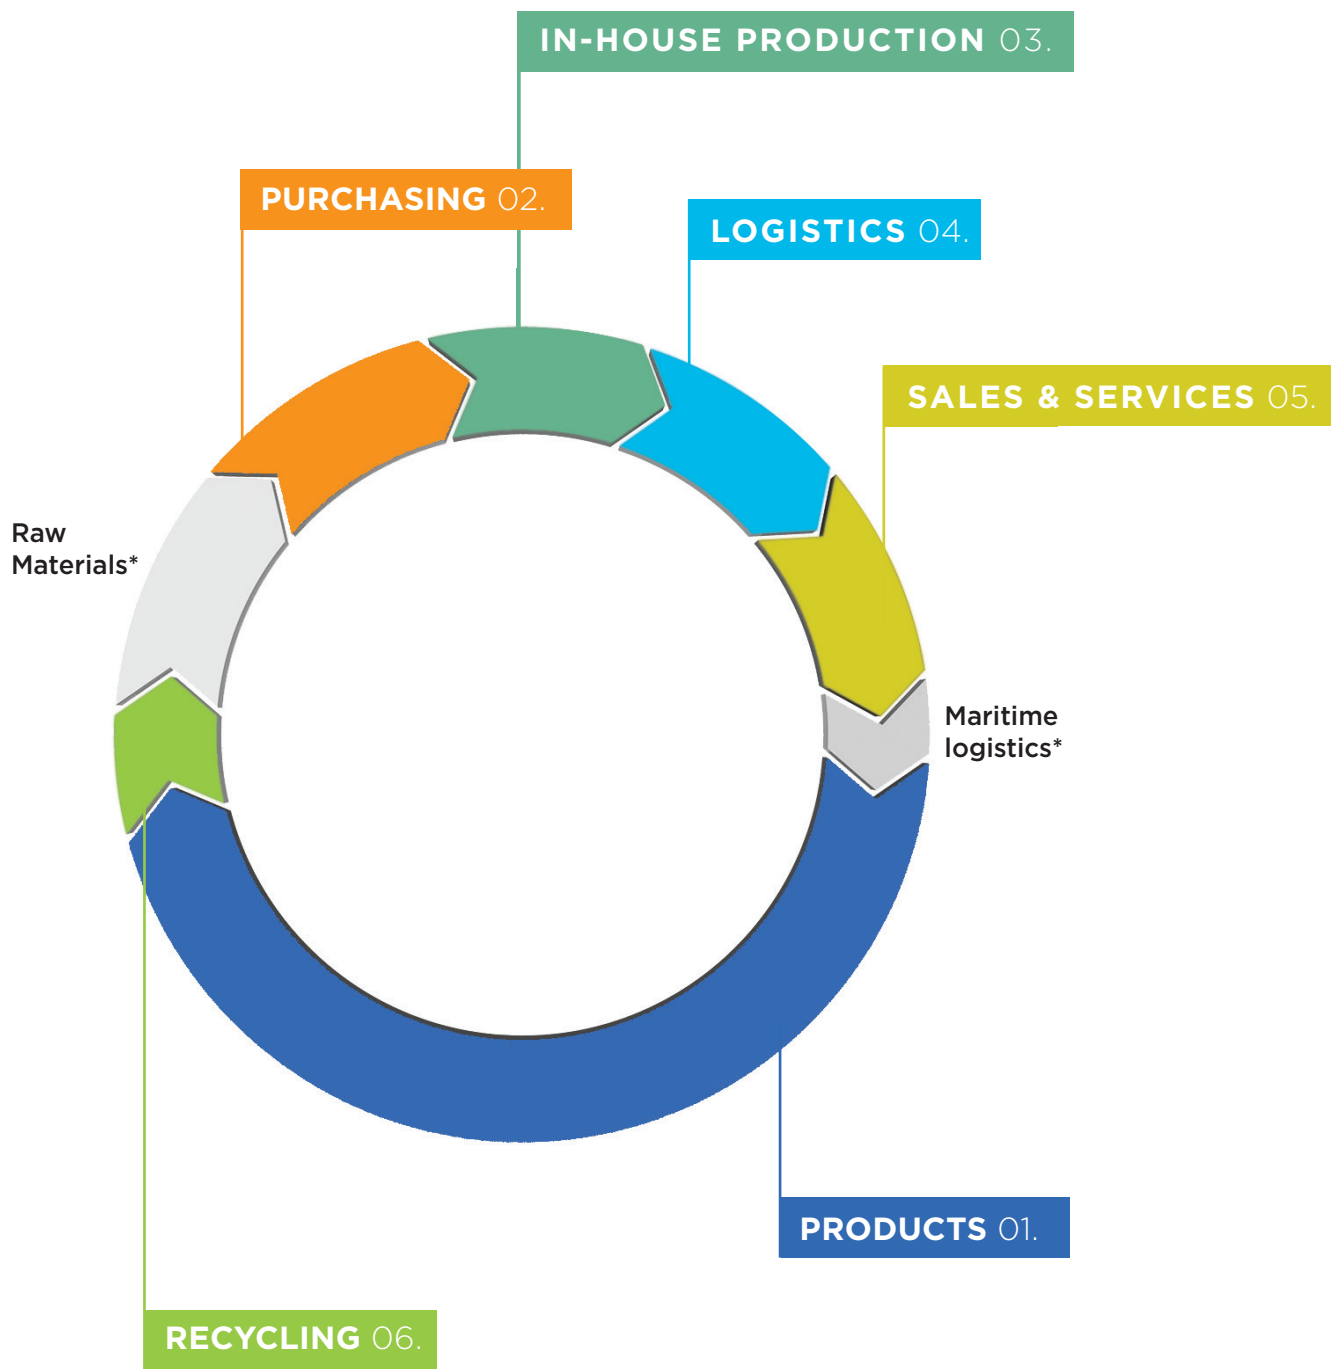 IN-HOUSE PRODUCTION 03.
PURCHASING 02.
LOGISTICS 04.
SALES & SERVICES 05.
Raw
Materials*
Maritime
logistics*
PRODUCTS 01.
RECYCLING 06.